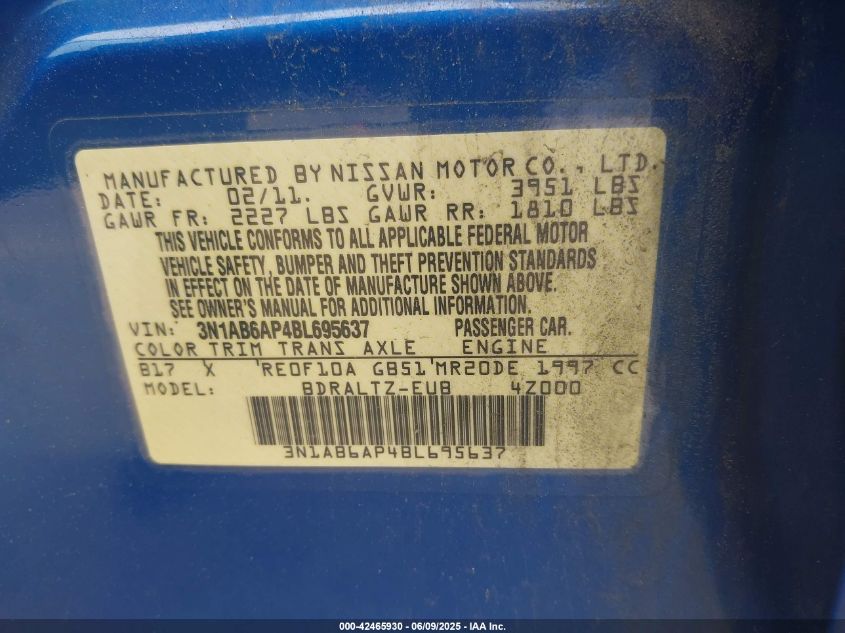 MANUFACTURED BY NISSAN MOTOR CO., LTD.
DATE: 02/11. GVWR: 3951 LBS
GAWR FR: 2227 LBS GAWR RR: 1810 LBS
THIS VEHICLE CONFORMS TO ALL APPLICABLE FEDERAL MOTOR
VEHICLE SAFETY, BUMPER AND THEFT PREVENTION STANDARDS
IN EFFECT ON THE DATE OF MANUFACTURE SHOWN ABOVE.
SEE OWNER'S MANUAL FOR ADDITIONAL INFORMATION.
VIN: 3N1AB6AP4BL695637 PASSENGER CAR.
COLOR TRIM TRANS AXLE ENGINE
B17 X RE0F10A GB51 MR20DE 1997 CC
MODEL: BDRALTZ-EUB 4Z000
3N1AB6AP4BL695637
000-42465930 - 06/09/2025 - IAA Inc.